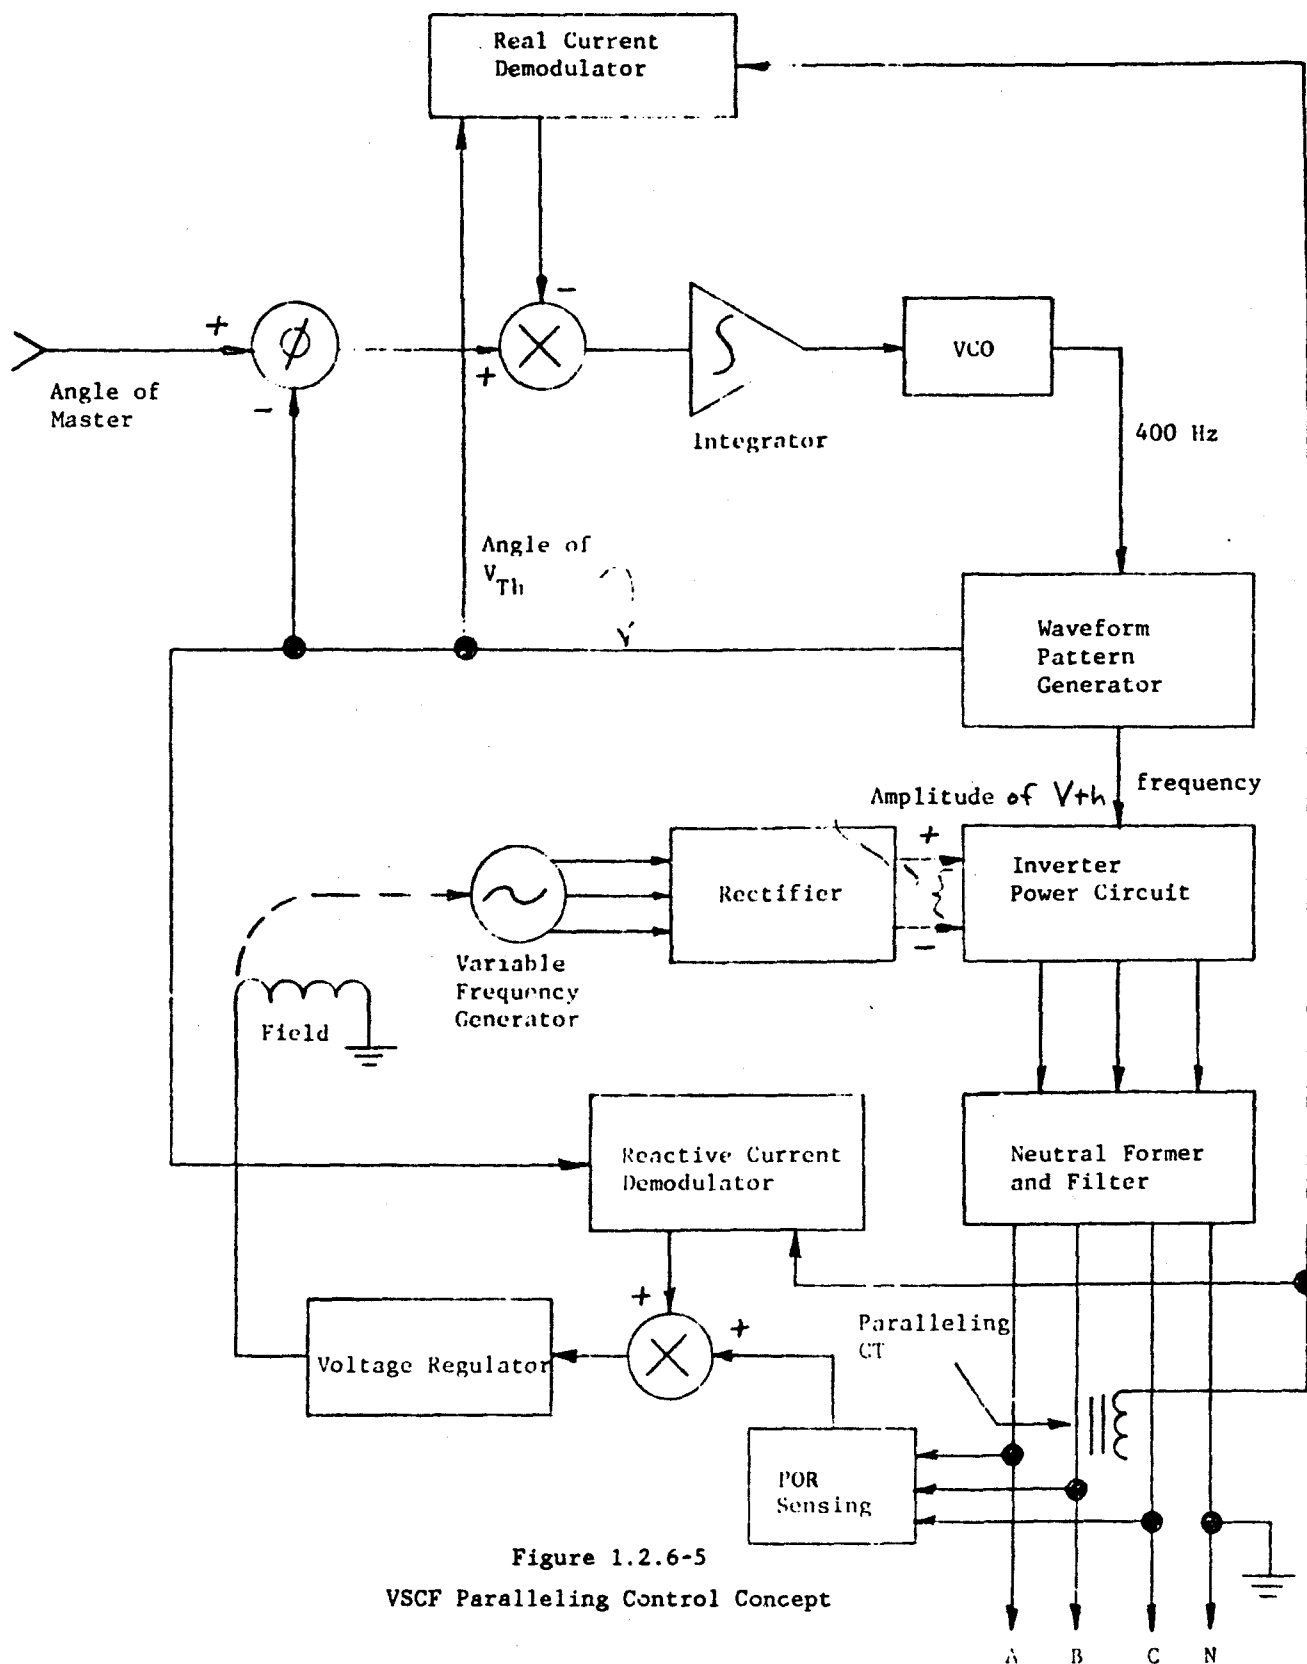 Real Current
Demodulator
+
-
ϕ
+
-
Angle of
Master
∫
Integrator
VCO
400 Hz
Angle of
VTh
Waveform
Pattern
Generator
frequency
Amplitude of Vth
+
-
Rectifier
Inverter
Power Circuit
Variable
Frequency
Generator
Field
Reactive Current
Demodulator
Neutral Former
and Filter
+
+
Voltage Regulator
Paralleling
CT
POR
Sensing
Figure 1.2.6-5
VSCF Paralleling Control Concept
A B C N